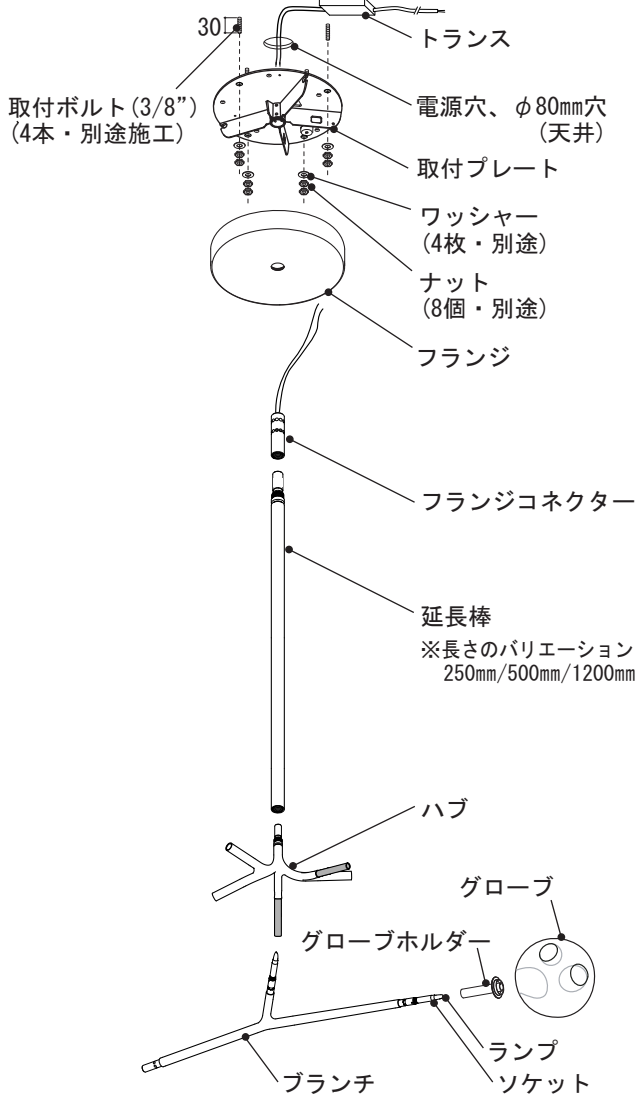 30
トランス
取付ボルト(3/8”)
(4本・別途施工)
電源穴、φ80mm穴
(天井)
取付プレート
ワッシャー
(4枚・別途)
ナット
(8個・別途)
フランジ
フランジコネクター
延長棒
※長さのバリエーション
250mm/500mm/1200mm
ハブ
グローブ
グローブホルダー
ランプ
ソケット
ブランチ